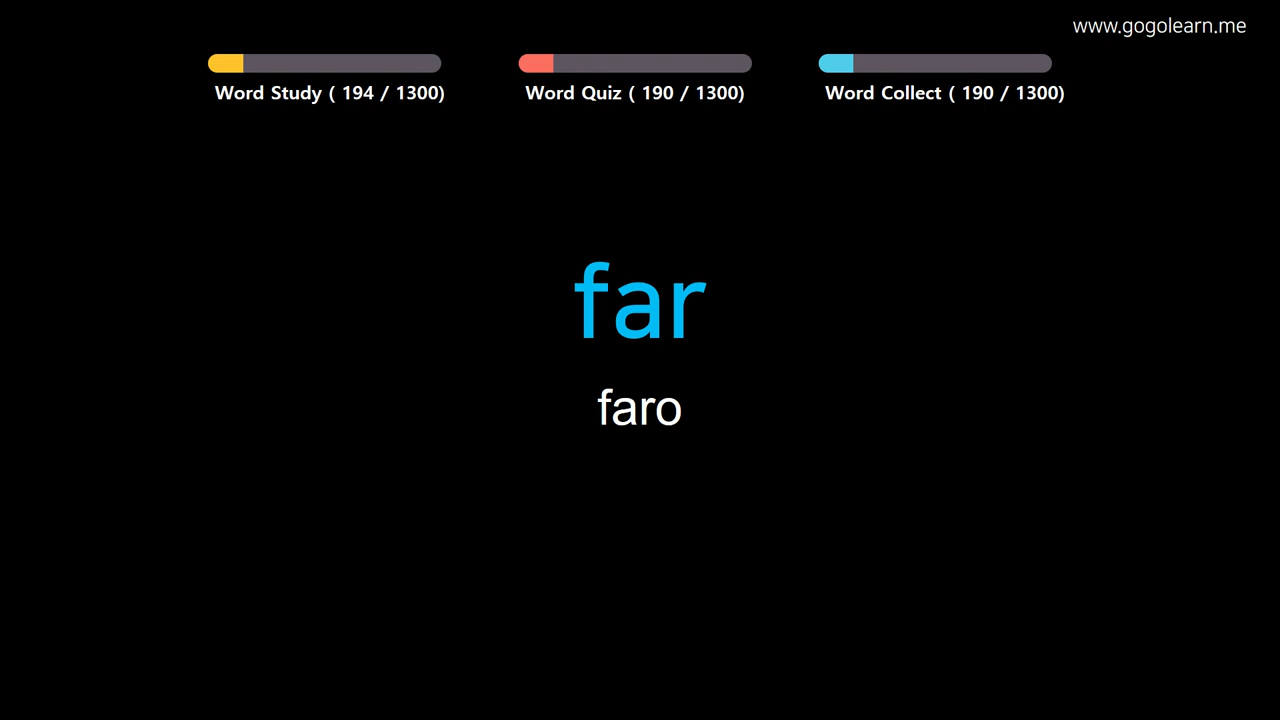 www.gogolearn.me
Word Study ( 194 / 1300)
Word Quiz ( 190 / 1300)
Word Collect ( 190 / 1300)
far
faro